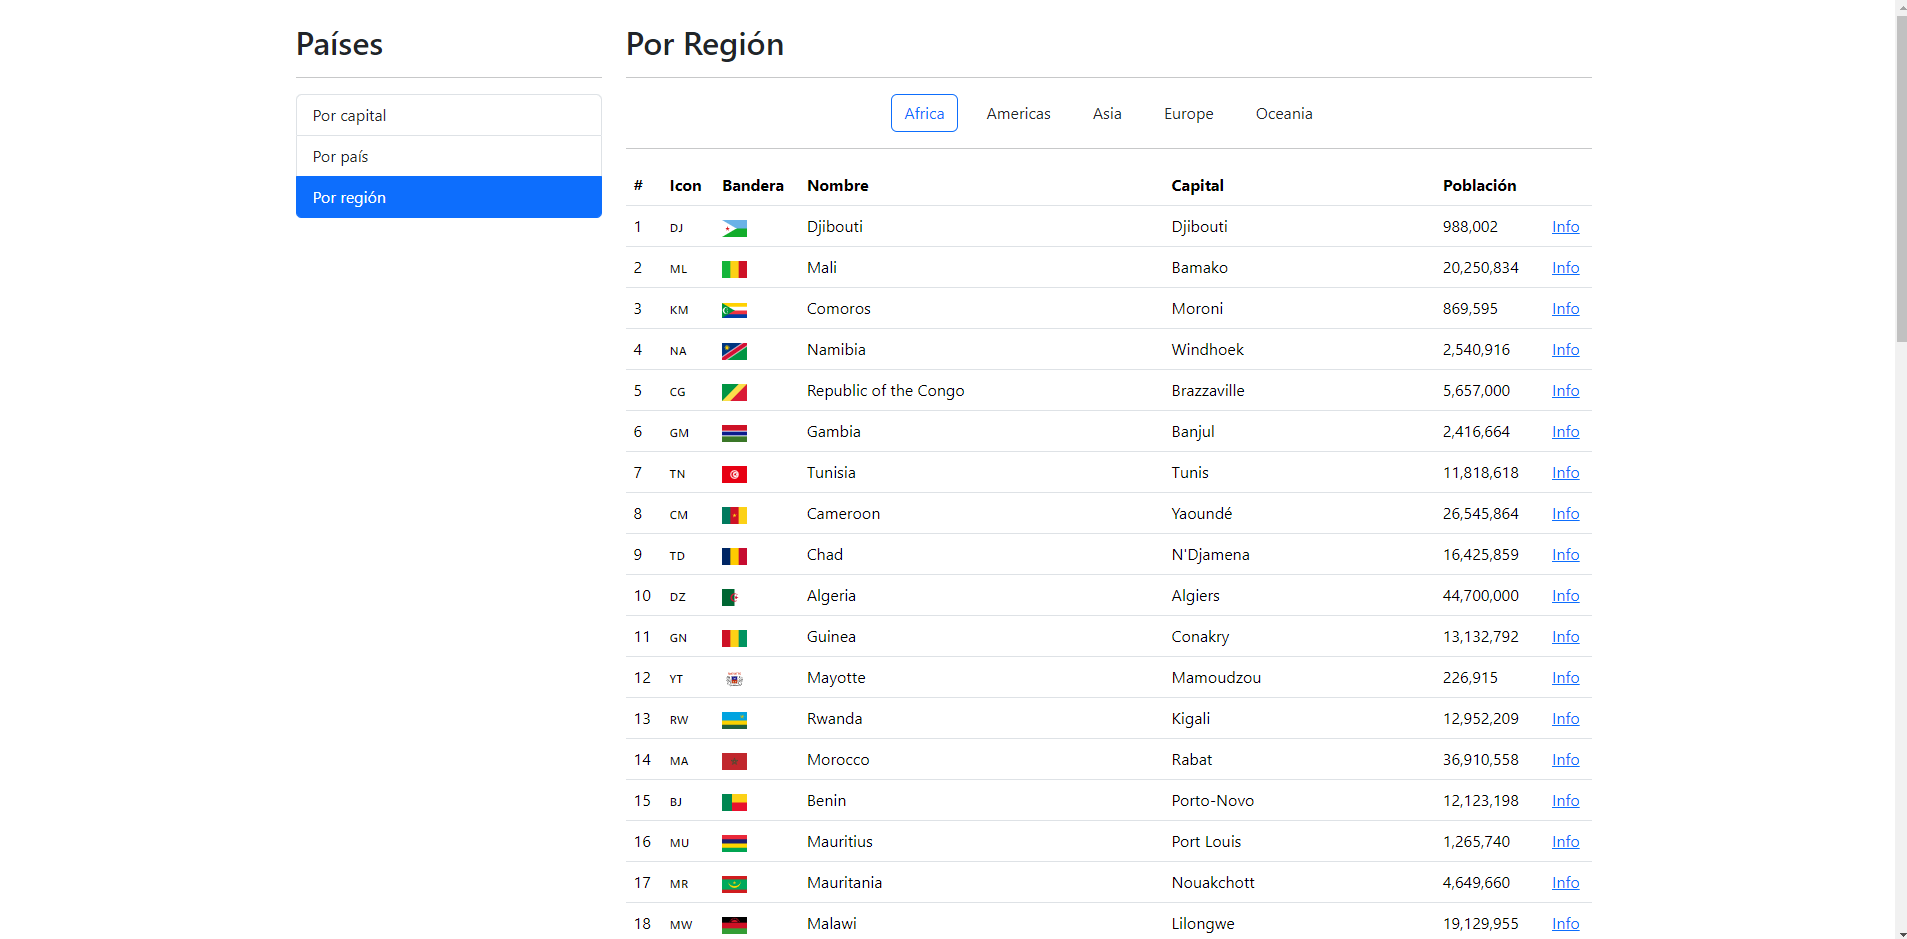 Países
Por capital
Por país
Por región
Por Región
Africa Americas Asia Europe Oceania
# Icon Bandera Nombre Capital Población
1 DJ Djibouti Djibouti 988,002 Info
2 ML Mali Bamako 20,250,834 Info
3 KM Comoros Moroni 869,595 Info
4 NA Namibia Windhoek 2,540,916 Info
5 CG Republic of the Congo Brazzaville 5,657,000 Info
6 GM Gambia Banjul 2,416,664 Info
7 TN Tunisia Tunis 11,818,618 Info
8 CM Cameroon Yaoundé 26,545,864 Info
9 TD Chad N'Djamena 16,425,859 Info
10 DZ Algeria Algiers 44,700,000 Info
11 GN Guinea Conakry 13,132,792 Info
12 YT Mayotte Mamoudzou 226,915 Info
13 RW Rwanda Kigali 12,952,209 Info
14 MA Morocco Rabat 36,910,558 Info
15 BJ Benin Porto-Novo 12,123,198 Info
16 MU Mauritius Port Louis 1,265,740 Info
17 MR Mauritania Nouakchott 4,649,660 Info
18 MW Malawi Lilongwe 19,129,955 Info